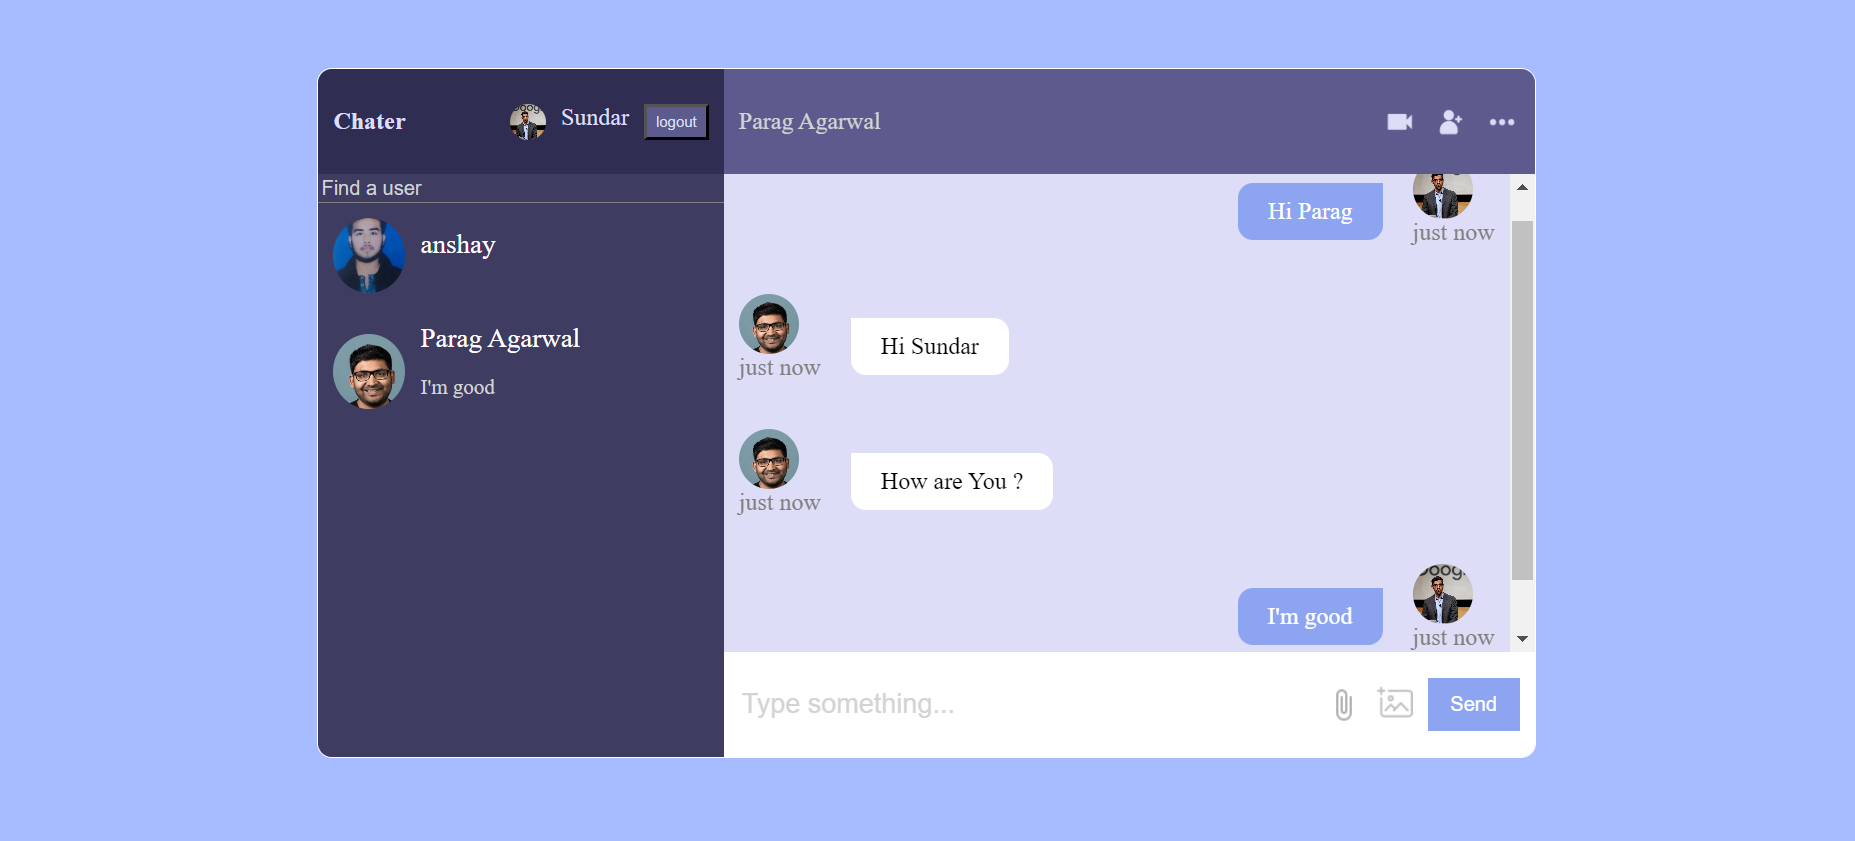 Chater
Sundar
logout
Find a user
anshay
Parag Agarwal
I'm good
Parag Agarwal
Hi Parag
just now
Hi Sundar
just now
How are You ?
just now
I'm good
just now
Type something...
Send